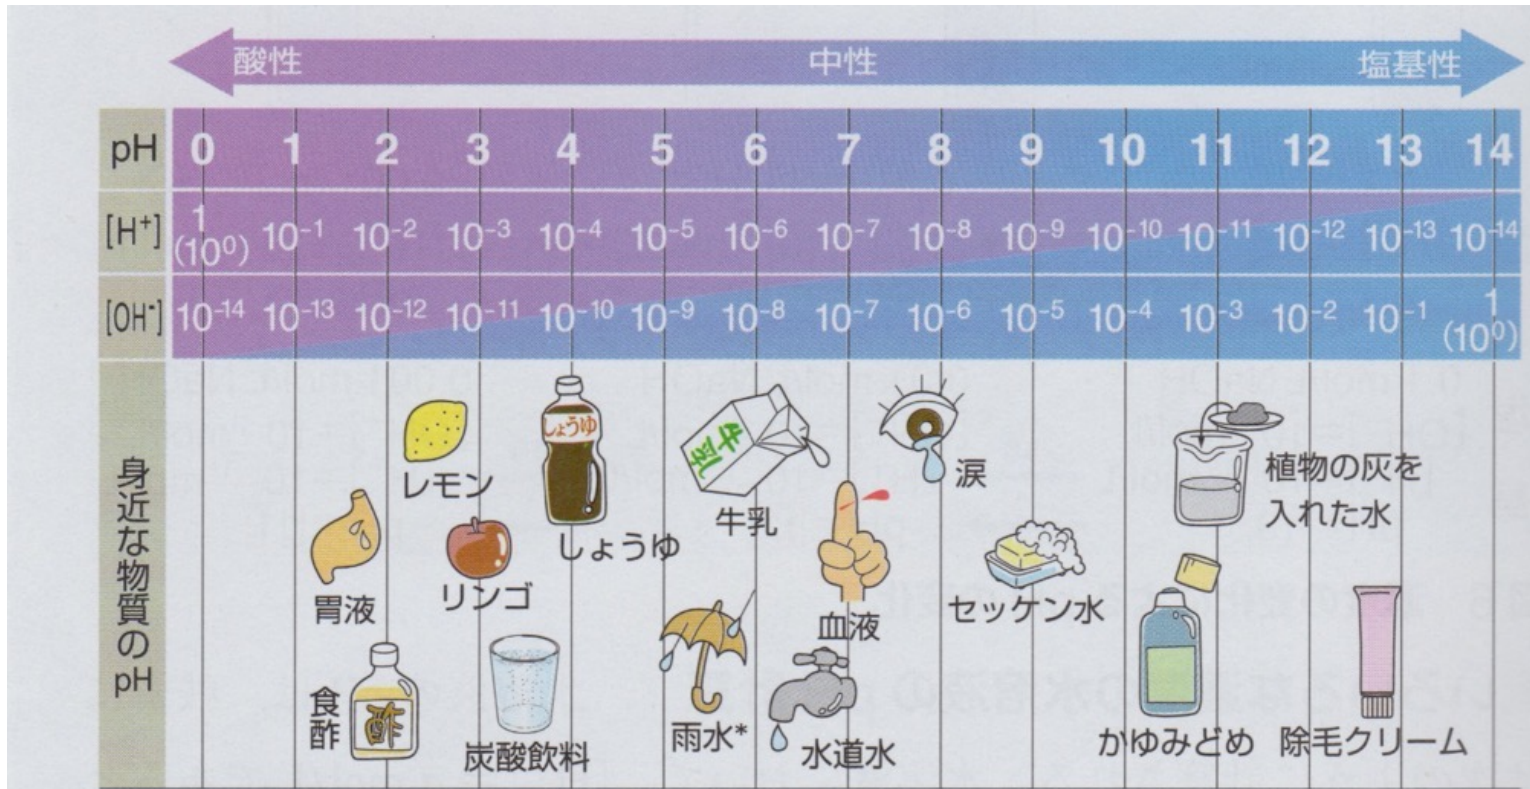 酸性 中性 塩基性
pH 0 1 2 3 4 5 6 7 8 9 10 11 12 13 14
[H⁺] 1(10⁰) 10⁻¹ 10⁻² 10⁻³ 10⁻⁴ 10⁻⁵ 10⁻⁶ 10⁻⁷ 10⁻⁸ 10⁻⁹ 10⁻¹⁰ 10⁻¹¹ 10⁻¹² 10⁻¹³ 10⁻¹⁴
[OH⁻] 10⁻¹⁴ 10⁻¹³ 10⁻¹² 10⁻¹¹ 10⁻¹⁰ 10⁻⁹ 10⁻⁸ 10⁻⁷ 10⁻⁶ 10⁻⁵ 10⁻⁴ 10⁻³ 10⁻² 10⁻¹ 1(10⁰)
身近な物質のpH
レモン
しょうゆ
しょうゆ
牛乳
牛乳
涙
植物の灰を
入れた水
胃液
リンゴ
血液
セッケン水
食酢
酢
炭酸飲料
雨水*
水道水
かゆみどめ
除毛クリーム